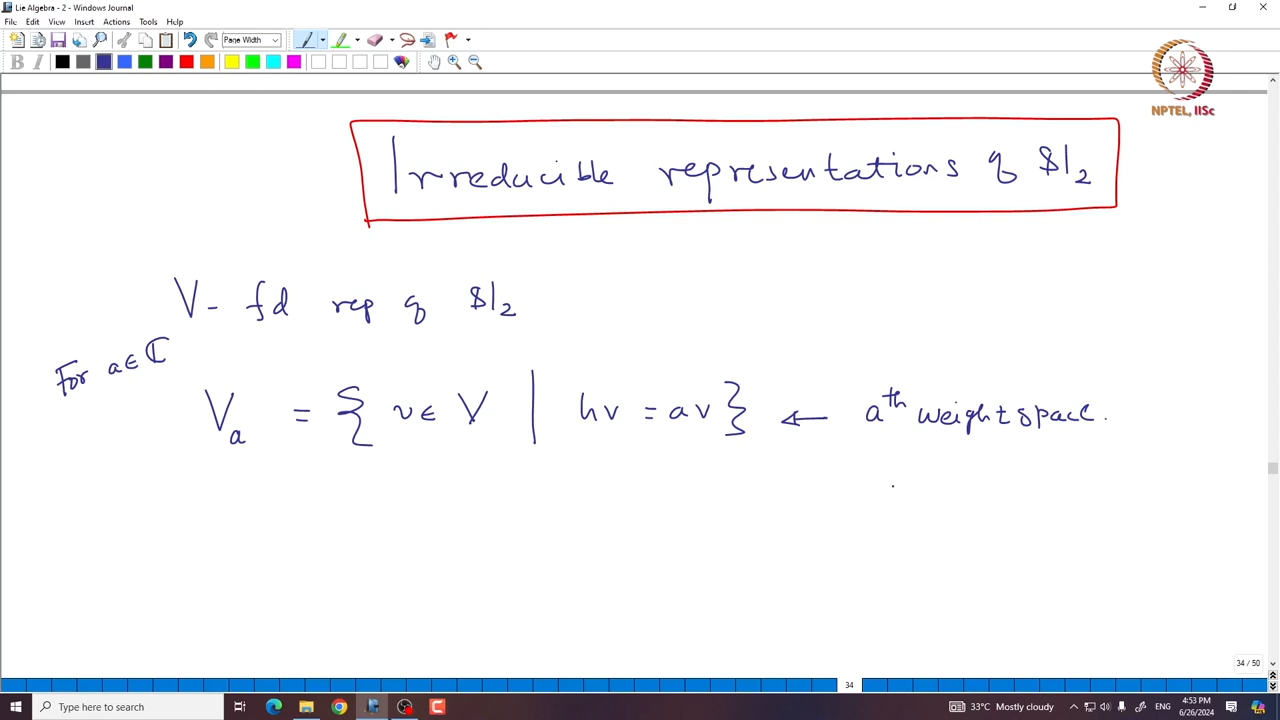 Lie Algebra - 2 - Windows Journal
File Edit View Insert Actions Tools Help
Page Width
B I
NPTEL, IISc
Irreducible representations of sl₂
V - fd rep of sl₂
For a ∈ ℂ
Vₐ = { v ∈ V | hv = av } ← aᵗʰ weight space.
34 / 50
34
Type here to search
33°C Mostly cloudy
ENG
4:53 PM
6/26/2024